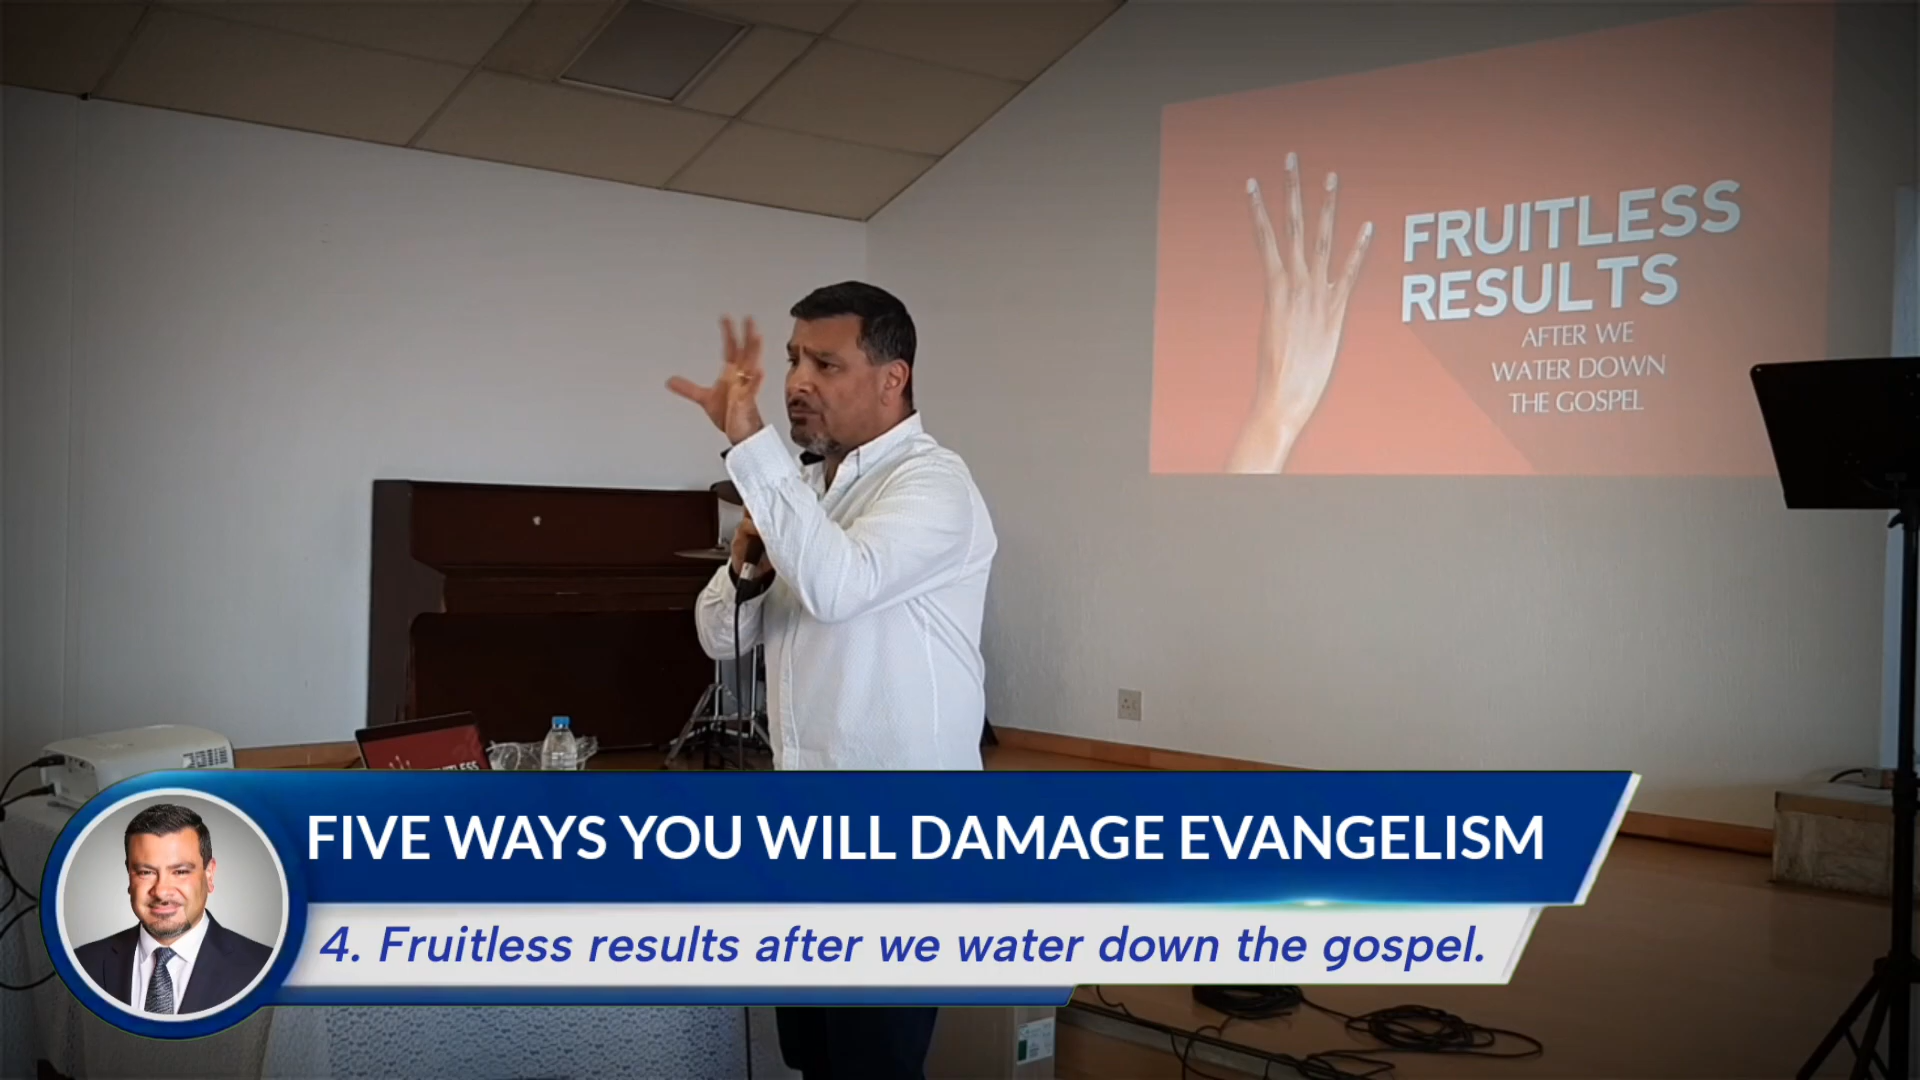 FRUITLESS
RESULTS
AFTER WE
WATER DOWN
THE GOSPEL
FIVE WAYS YOU WILL DAMAGE EVANGELISM
4. Fruitless results after we water down the gospel.